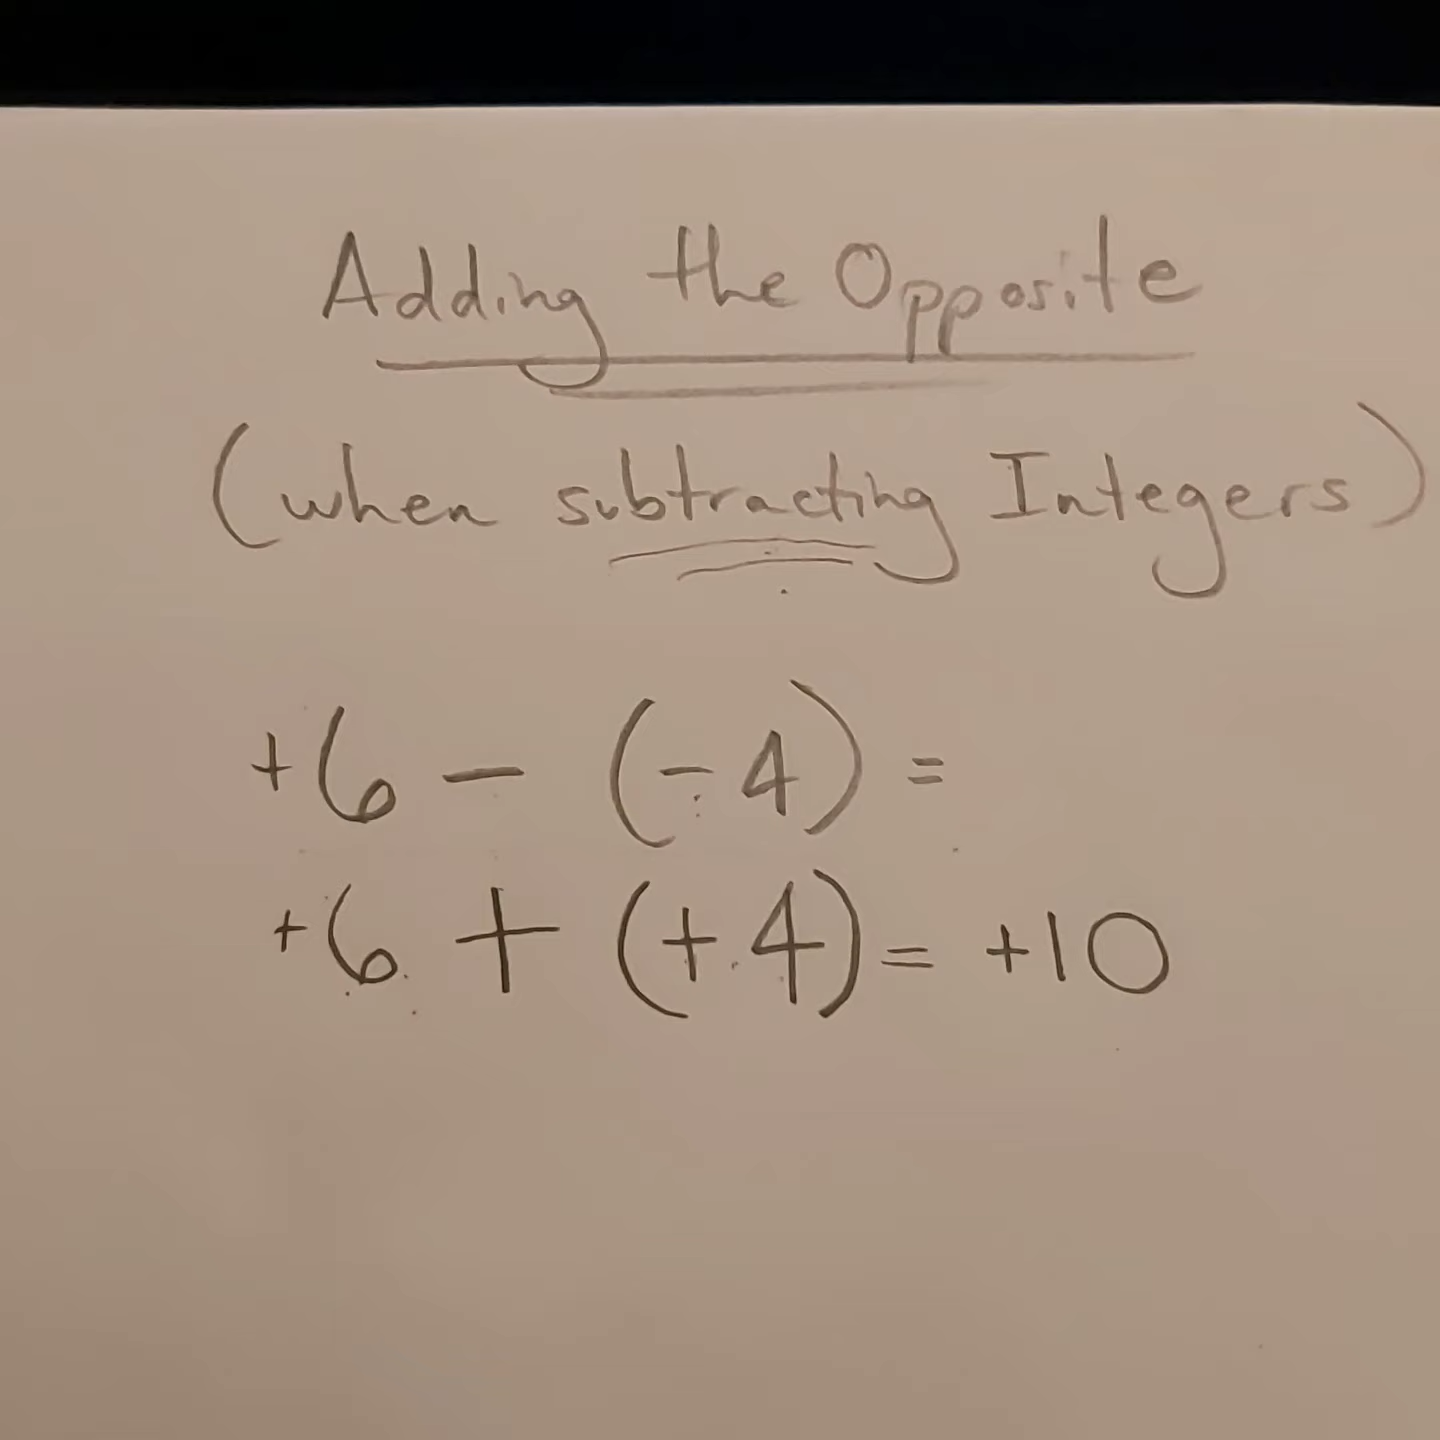 Adding the Opposite
(when subtracting Integers)
+6 - (-4) =
+6 + (+4) = +10